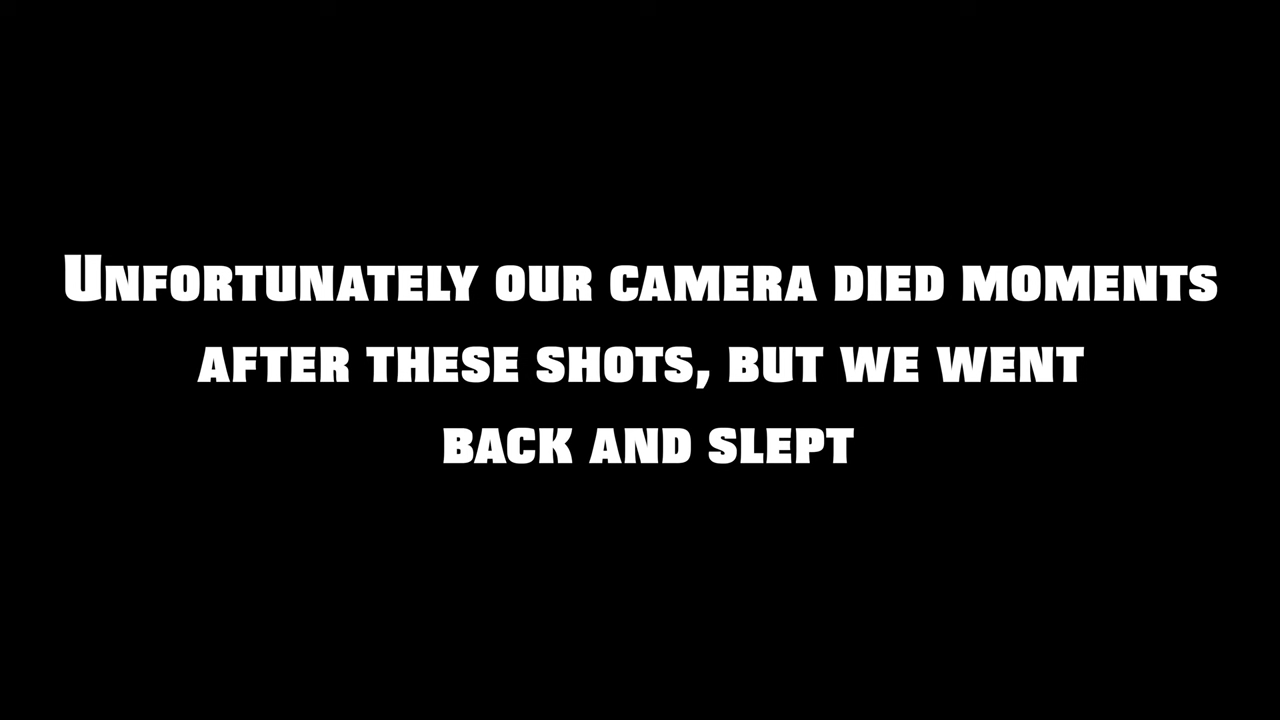 Unfortunately our camera died moments
after these shots, but we went
back and slept